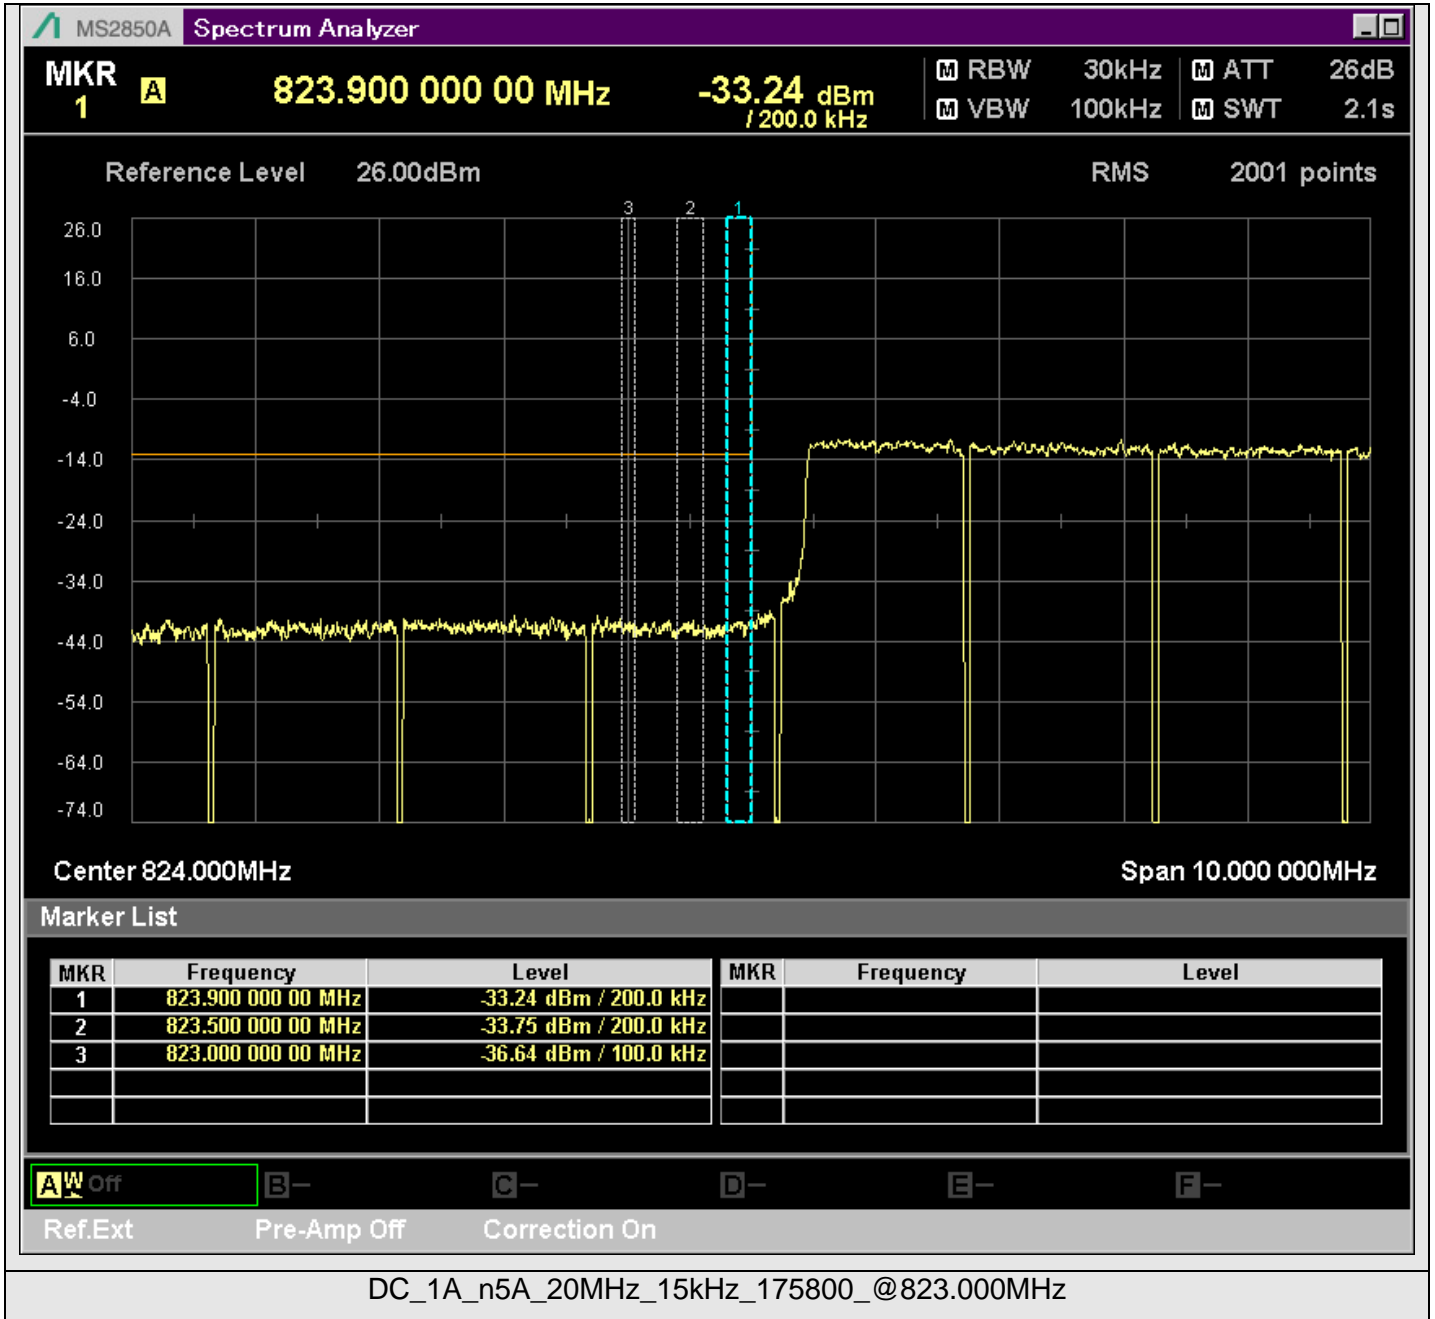 MS2850A Spectrum Analyzer
MKR 1 A 823.900 000 00 MHz -33.24 dBm / 200.0 kHz
M RBW 30kHz M ATT 26dB
M VBW 100kHz M SWT 2.1s
Reference Level 26.00dBm RMS 2001 points
3 2 1
26.0
16.0
6.0
-4.0
-14.0
-24.0
-34.0
-44.0
-54.0
-64.0
-74.0
Center 824.000MHz Span 10.000 000MHz
Marker List
MKR Frequency Level MKR Frequency Level
1 823.900 000 00 MHz -33.24 dBm / 200.0 kHz
2 823.500 000 00 MHz -33.75 dBm / 200.0 kHz
3 823.000 000 00 MHz -36.64 dBm / 100.0 kHz
A W Off B- C- D- E- F-
Ref.Ext Pre-Amp Off Correction On
DC_1A_n5A_20MHz_15kHz_175800_@823.000MHz